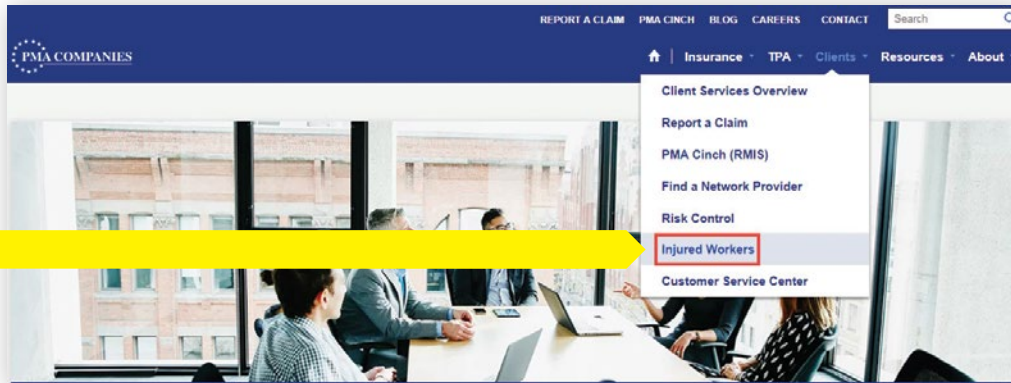 REPORT A CLAIM PMA CINCH BLOG CAREERS CONTACT Search
PMA COMPANIES
Insurance TPA Clients Resources About
Client Services Overview
Report a Claim
PMA Cinch (RMIS)
Find a Network Provider
Risk Control
Injured Workers
Customer Service Center